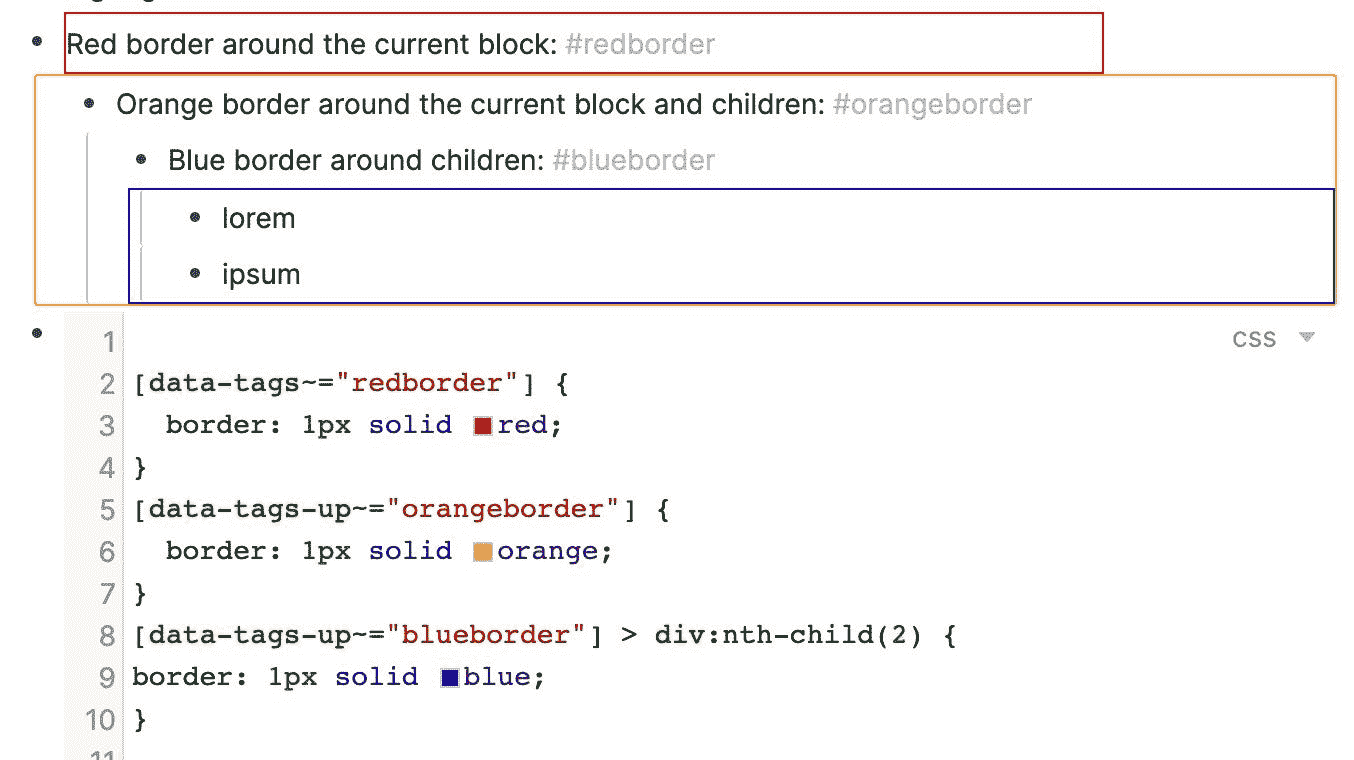 Red border around the current block: #redborder
Orange border around the current block and children: #orangeborder
Blue border around children: #blueborder
lorem
ipsum
1
CSS
2 [data-tags~="redborder"] {
3 border: 1px solid red;
4 }
5 [data-tags-up~="orangeborder"] {
6 border: 1px solid orange;
7 }
8 [data-tags-up~="blueborder"] > div:nth-child(2) {
9 border: 1px solid blue;
10 }
11